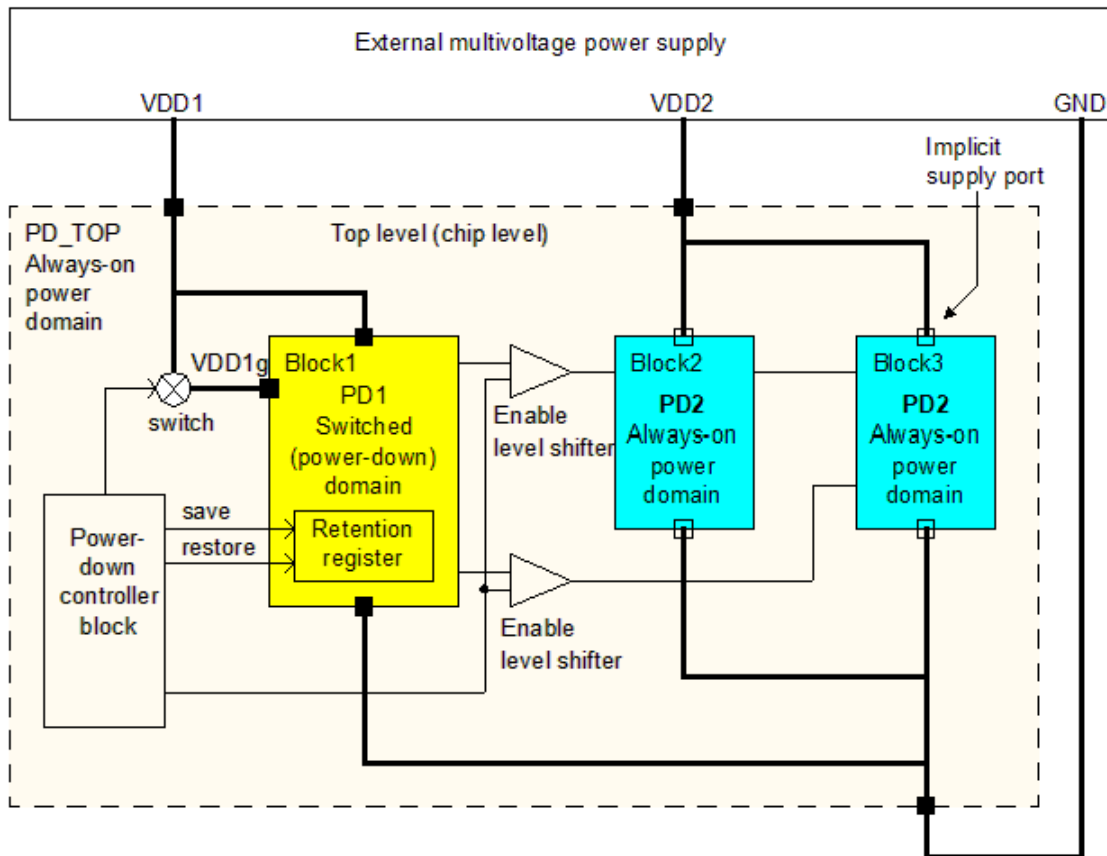 External multivoltage power supply
VDD1
VDD2
GND
Implicit
supply port
PD_TOP
Always-on
power
domain
Top level (chip level)
VDD1g
switch
Block1
PD1
Switched
(power-down)
domain
Retention
register
save
restore
Power-
down
controller
block
Enable
level shifter
Enable
level shifter
Block2
PD2
Always-on
power
domain
Block3
PD2
Always-on
power
domain